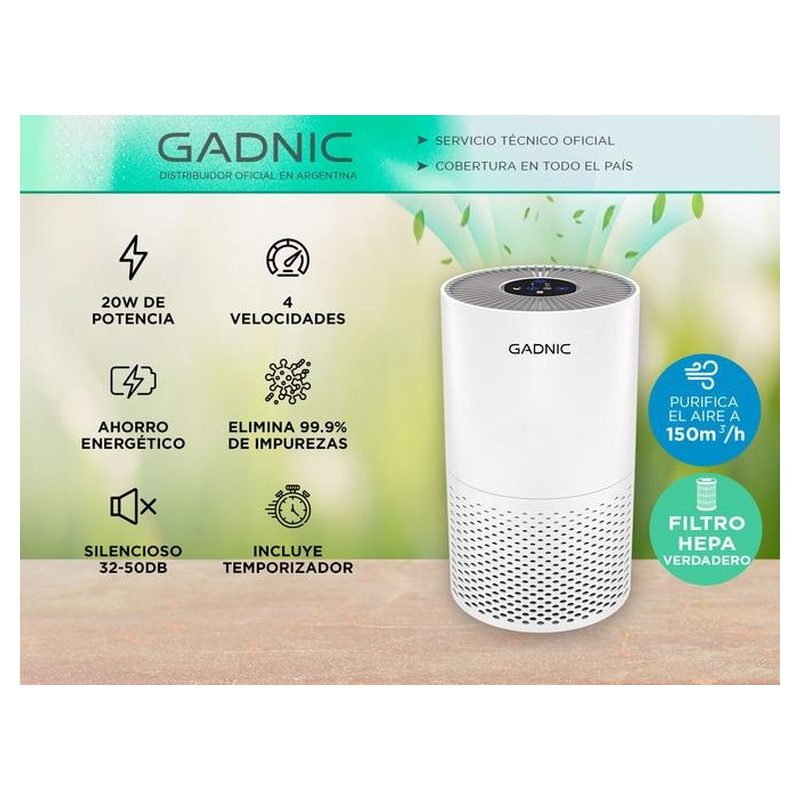 GADNIC
DISTRIBUIDOR OFICIAL EN ARGENTINA
SERVICIO TÉCNICO OFICIAL
COBERTURA EN TODO EL PAÍS
20W DE
POTENCIA
4
VELOCIDADES
AHORRO
ENERGÉTICO
ELIMINA 99.9%
DE IMPUREZAS
SILENCIOSO
32-50DB
INCLUYE
TEMPORIZADOR
GADNIC
PURIFICA
EL AIRE A
150m³/h
FILTRO
HEPA
VERDADERO